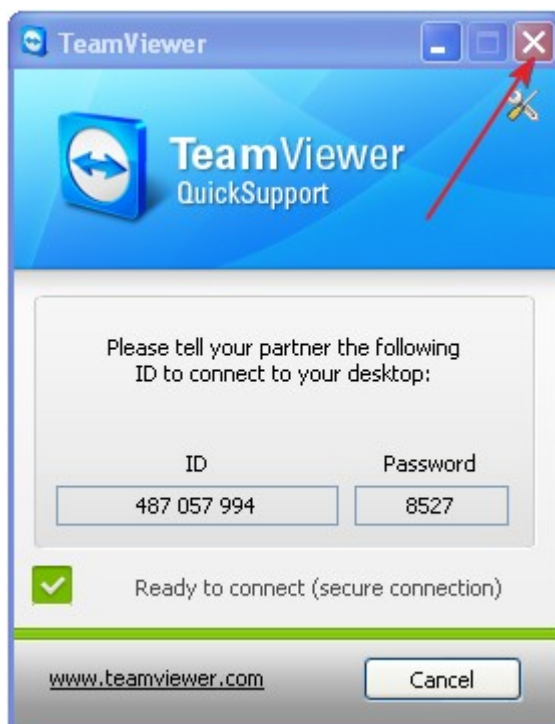 TeamViewer
TeamViewer
QuickSupport
Please tell your partner the following
ID to connect to your desktop:
ID Password
487 057 994 8527
Ready to connect (secure connection)
www.teamviewer.com Cancel